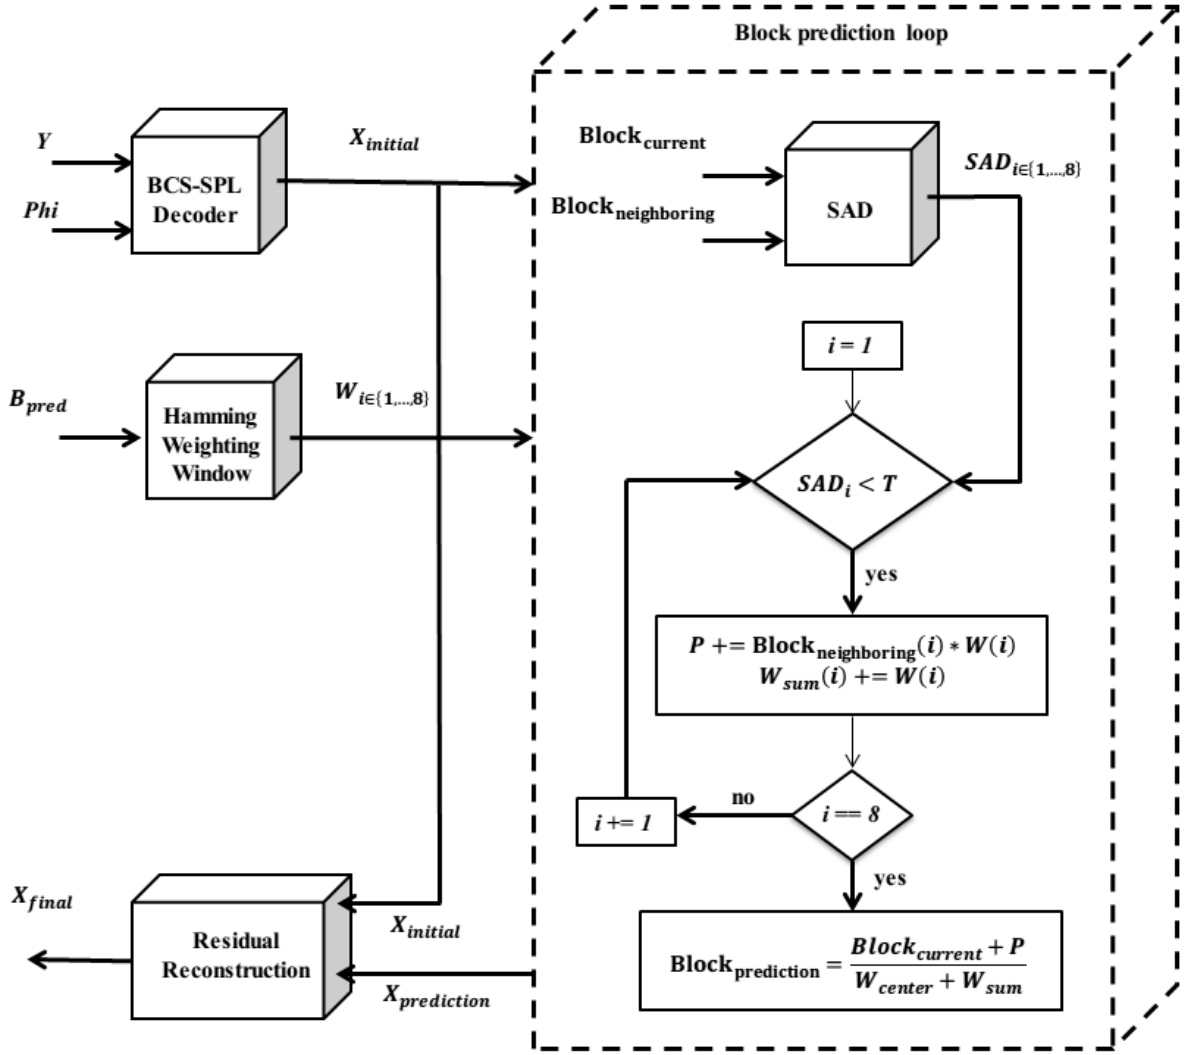 Block prediction loop
Y
Phi
BCS-SPL
Decoder
X_initial
Block_current
Block_neighboring
SAD
SAD_i∈{1,…,8}
i = 1
B_pred
Hamming
Weighting
Window
W_i∈{1,…,8}
SAD_i < T
yes
P += Block_neighboring(i) * W(i)
W_sum(i) += W(i)
i == 8
no
i += 1
yes
Block_prediction = (Block_current + P) / (W_center + W_sum)
X_final
Residual
Reconstruction
X_initial
X_prediction